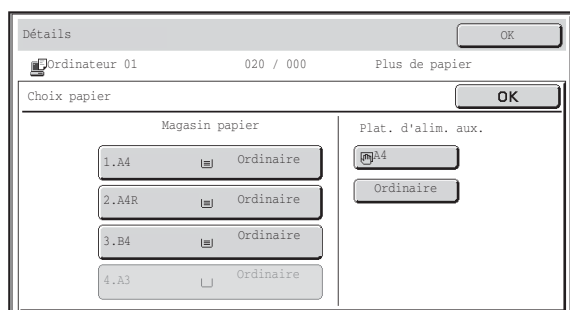 Détails OK
Ordinateur 01 020 / 000 Plus de papier
Choix papier OK
Magasin papier Plat. d'alim. aux.
1.A4 Ordinaire A4
2.A4R Ordinaire Ordinaire
3.B4 Ordinaire
4.A3 Ordinaire